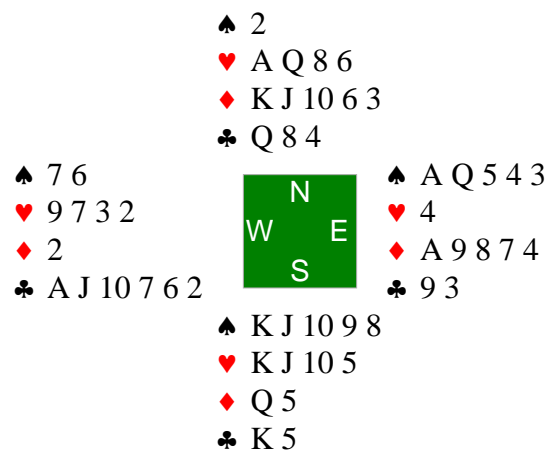 ♠ 2
♥ A Q 8 6
♦ K J 10 6 3
♣ Q 8 4
♠ 7 6
♥ 9 7 3 2
♦ 2
♣ A J 10 7 6 2
N
W E
S
♠ A Q 5 4 3
♥ 4
♦ A 9 8 7 4
♣ 9 3
♠ K J 10 9 8
♥ K J 10 5
♦ Q 5
♣ K 5